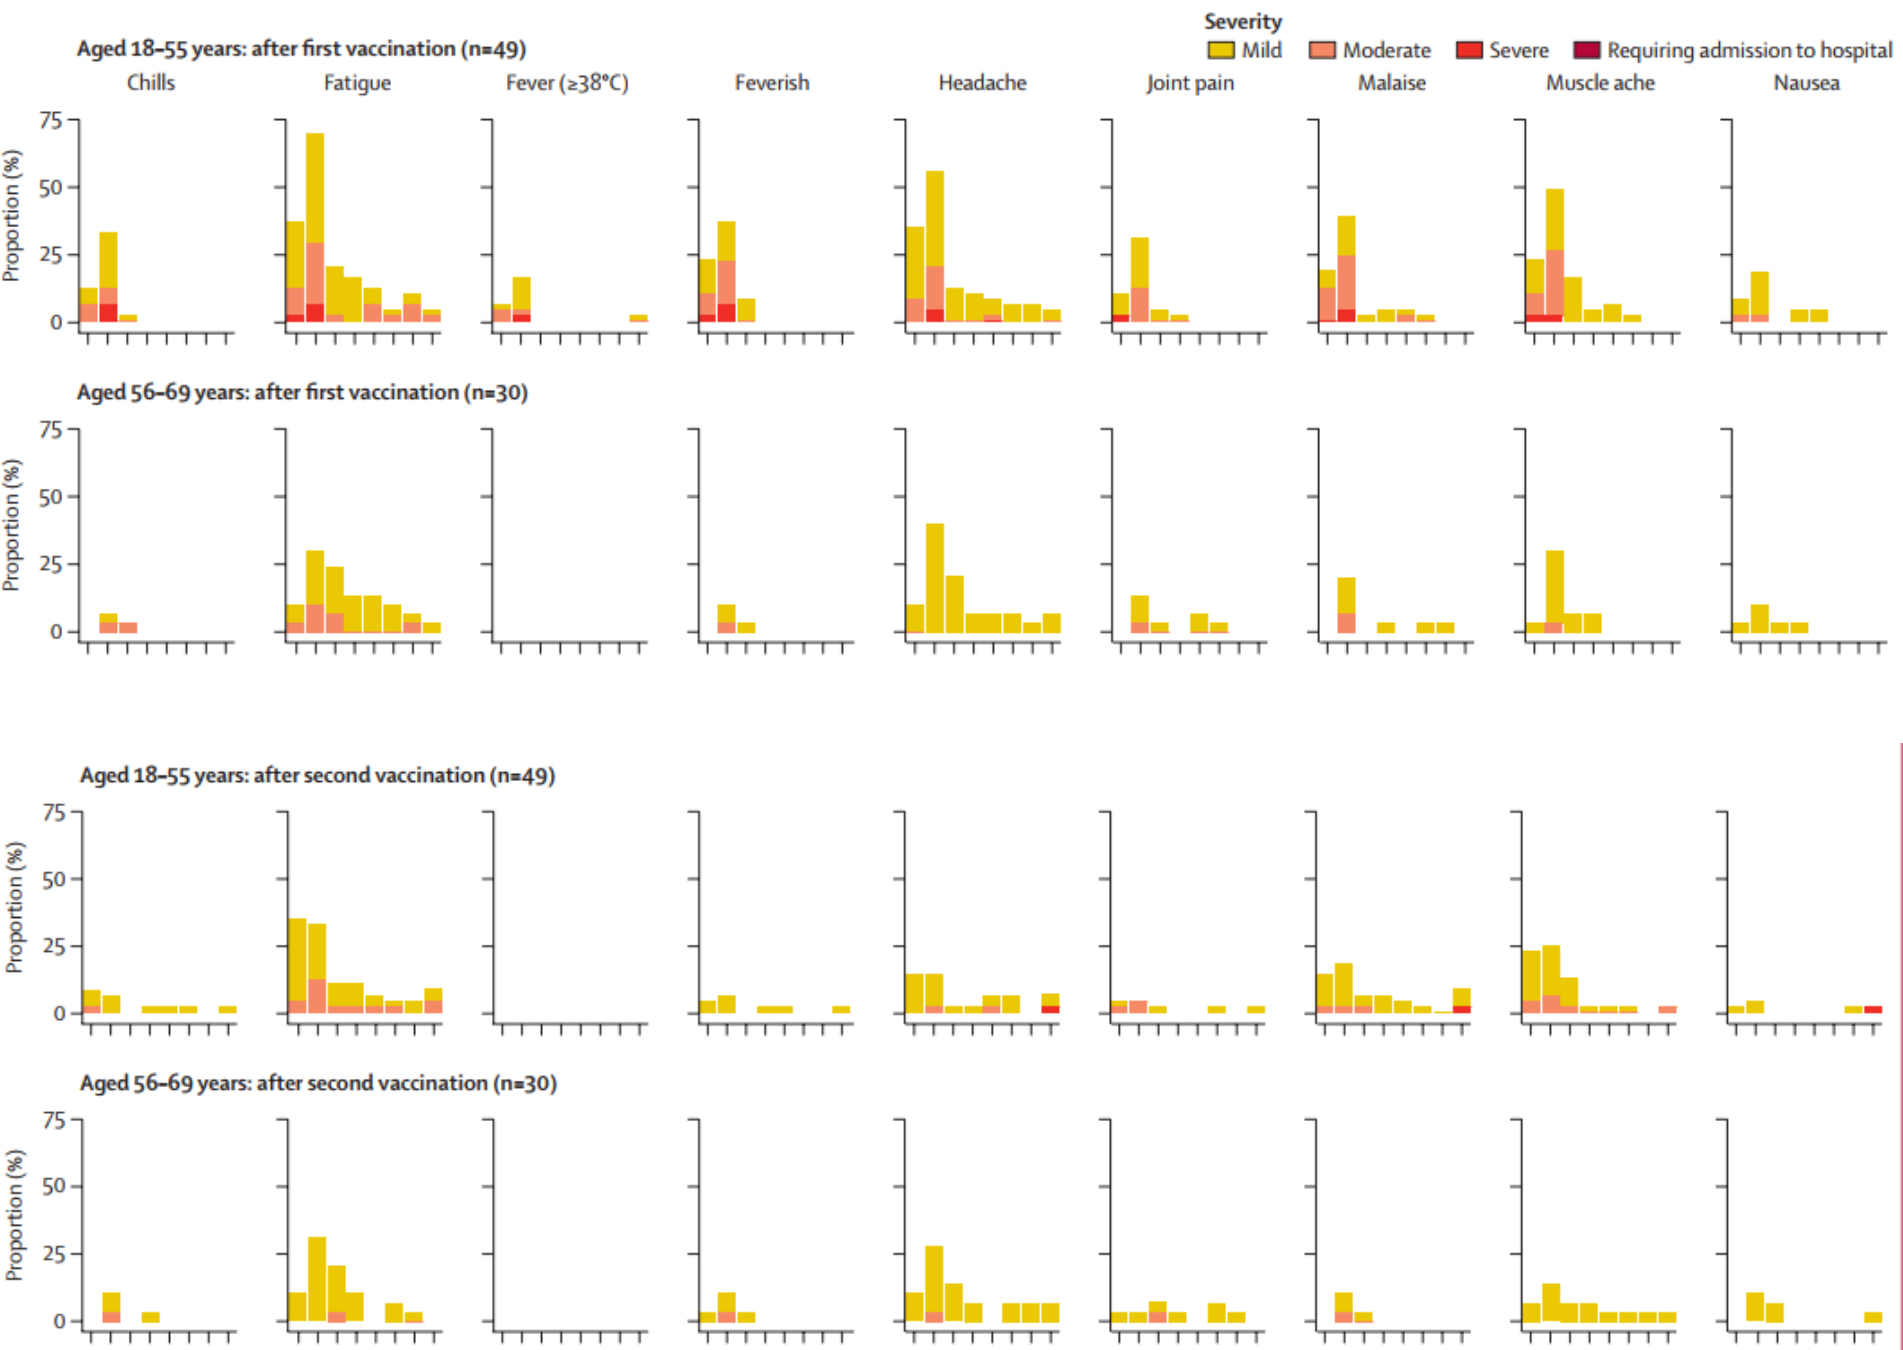 Severity
Aged 18–55 years: after first vaccination (n=49)
Mild Moderate Severe Requiring admission to hospital
Chills Fatigue Fever (≥38°C) Feverish Headache Joint pain Malaise Muscle ache Nausea
Proportion (%)
75
50
25
0
Aged 56–69 years: after first vaccination (n=30)
Proportion (%)
75
50
25
0
Aged 18–55 years: after second vaccination (n=49)
Proportion (%)
75
50
25
0
Aged 56–69 years: after second vaccination (n=30)
Proportion (%)
75
50
25
0